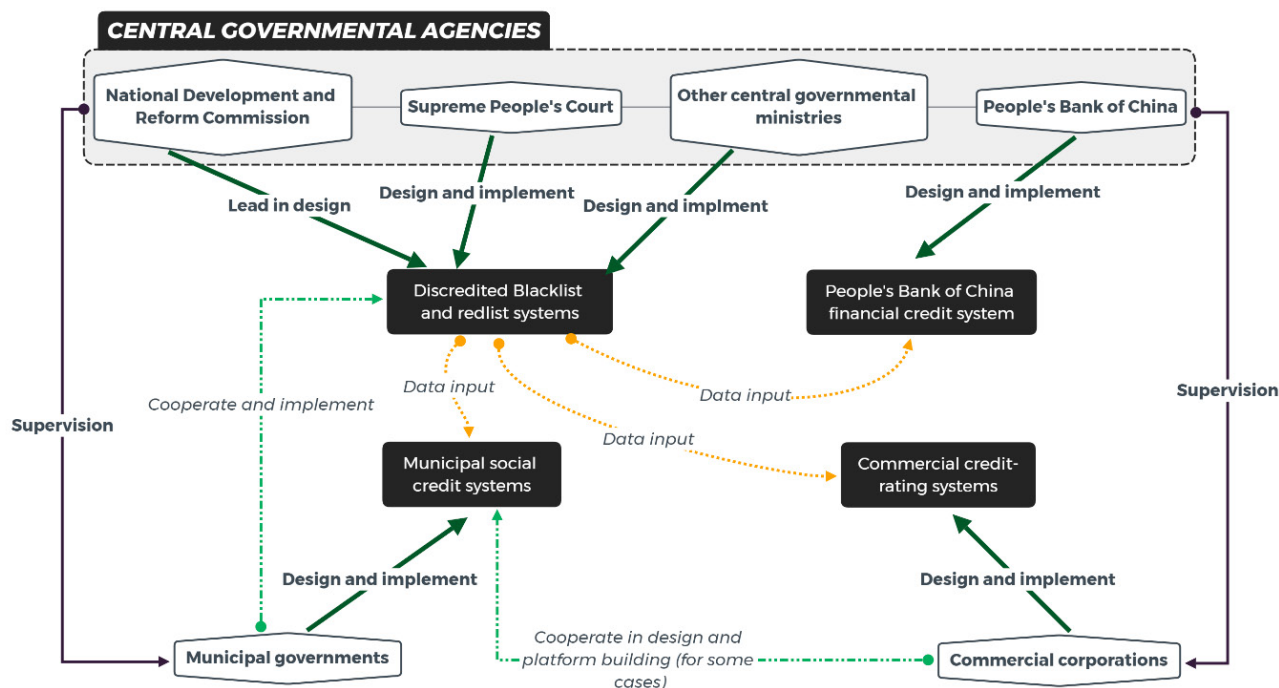 CENTRAL GOVERNMENTAL AGENCIES
National Development and
Reform Commission
Supreme People's Court
Other central governmental
ministries
People's Bank of China
Lead in design
Design and implement
Design and implment
Design and implement
Discredited Blacklist
and redlist systems
People's Bank of China
financial credit system
Data input
Data input
Data input
Cooperate and implement
Supervision
Supervision
Municipal social
credit systems
Commercial credit-
rating systems
Design and implement
Design and implement
Cooperate in design and
platform building (for some
cases)
Municipal governments
Commercial corporations